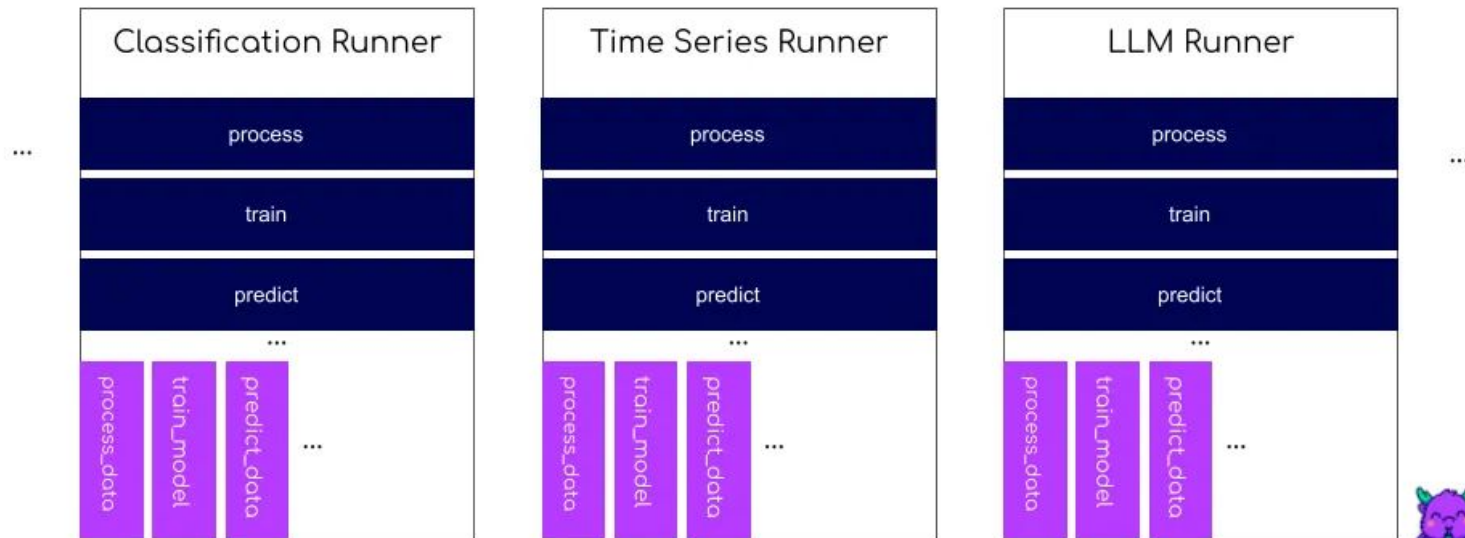 Classification Runner
Time Series Runner
LLM Runner
...
process
process
process
...
train
train
train
predict
predict
predict
...
...
...
process_data
train_model
predict_data
...
process_data
train_model
predict_data
...
process_data
train_model
predict_data
...